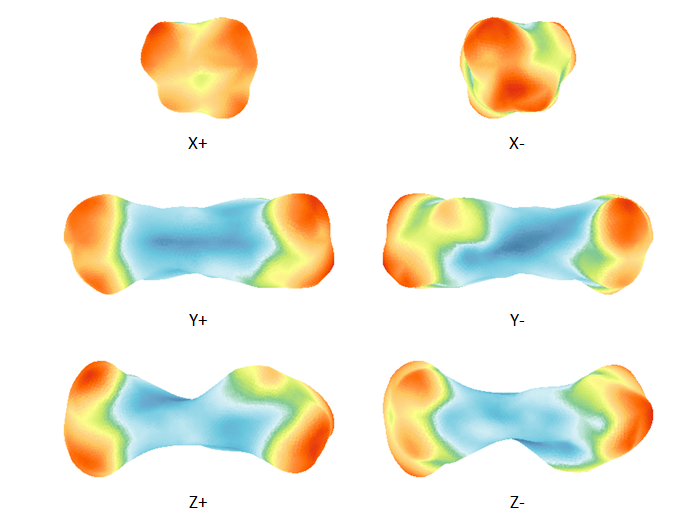 X+
X-
Y+
Y-
Z+
Z-